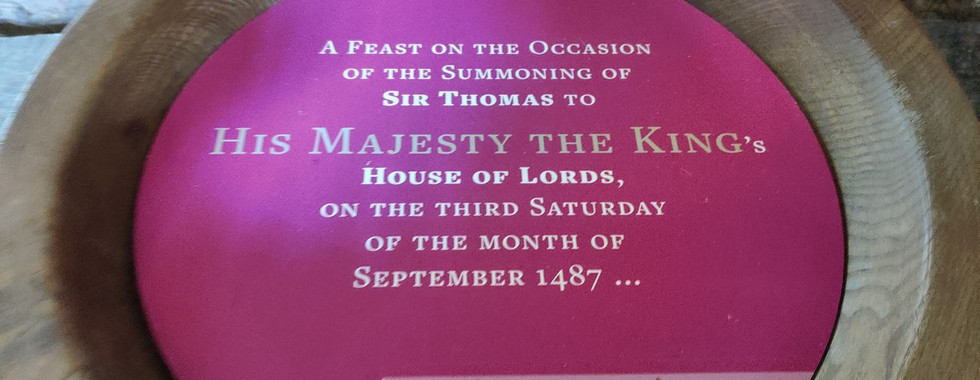 A Feast on the Occasion
of the Summoning of
Sir Thomas to
His Majesty the King's
House of Lords,
on the third Saturday
of the month of
September 1487 ...